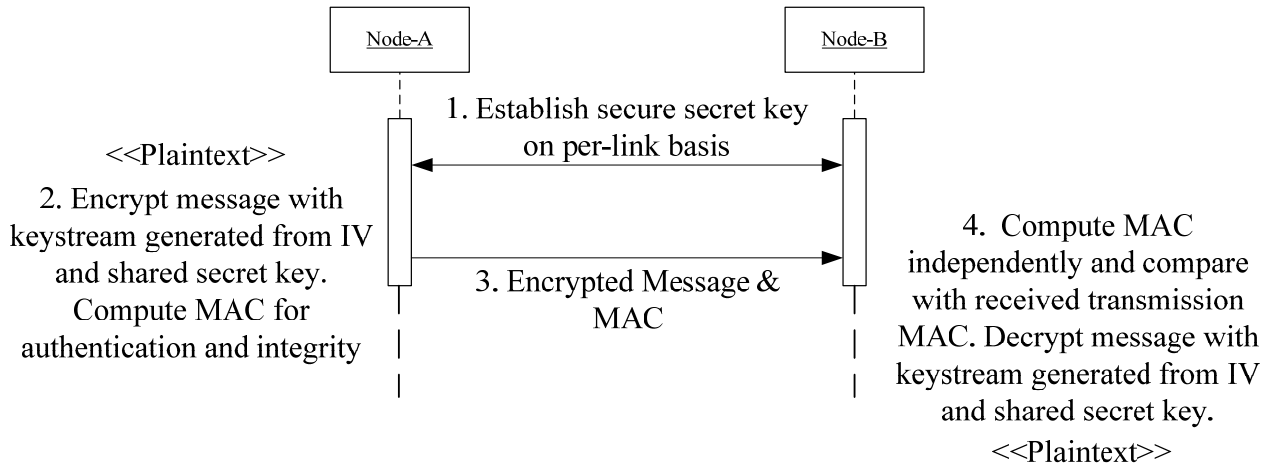 Node-A
Node-B
1. Establish secure secret key
on per-link basis
<<Plaintext>>
2. Encrypt message with
keystream generated from IV
and shared secret key.
Compute MAC for
authentication and integrity
3. Encrypted Message &
MAC
4. Compute MAC
independently and compare
with received transmission
MAC. Decrypt message with
keystream generated from IV
and shared secret key.
<<Plaintext>>